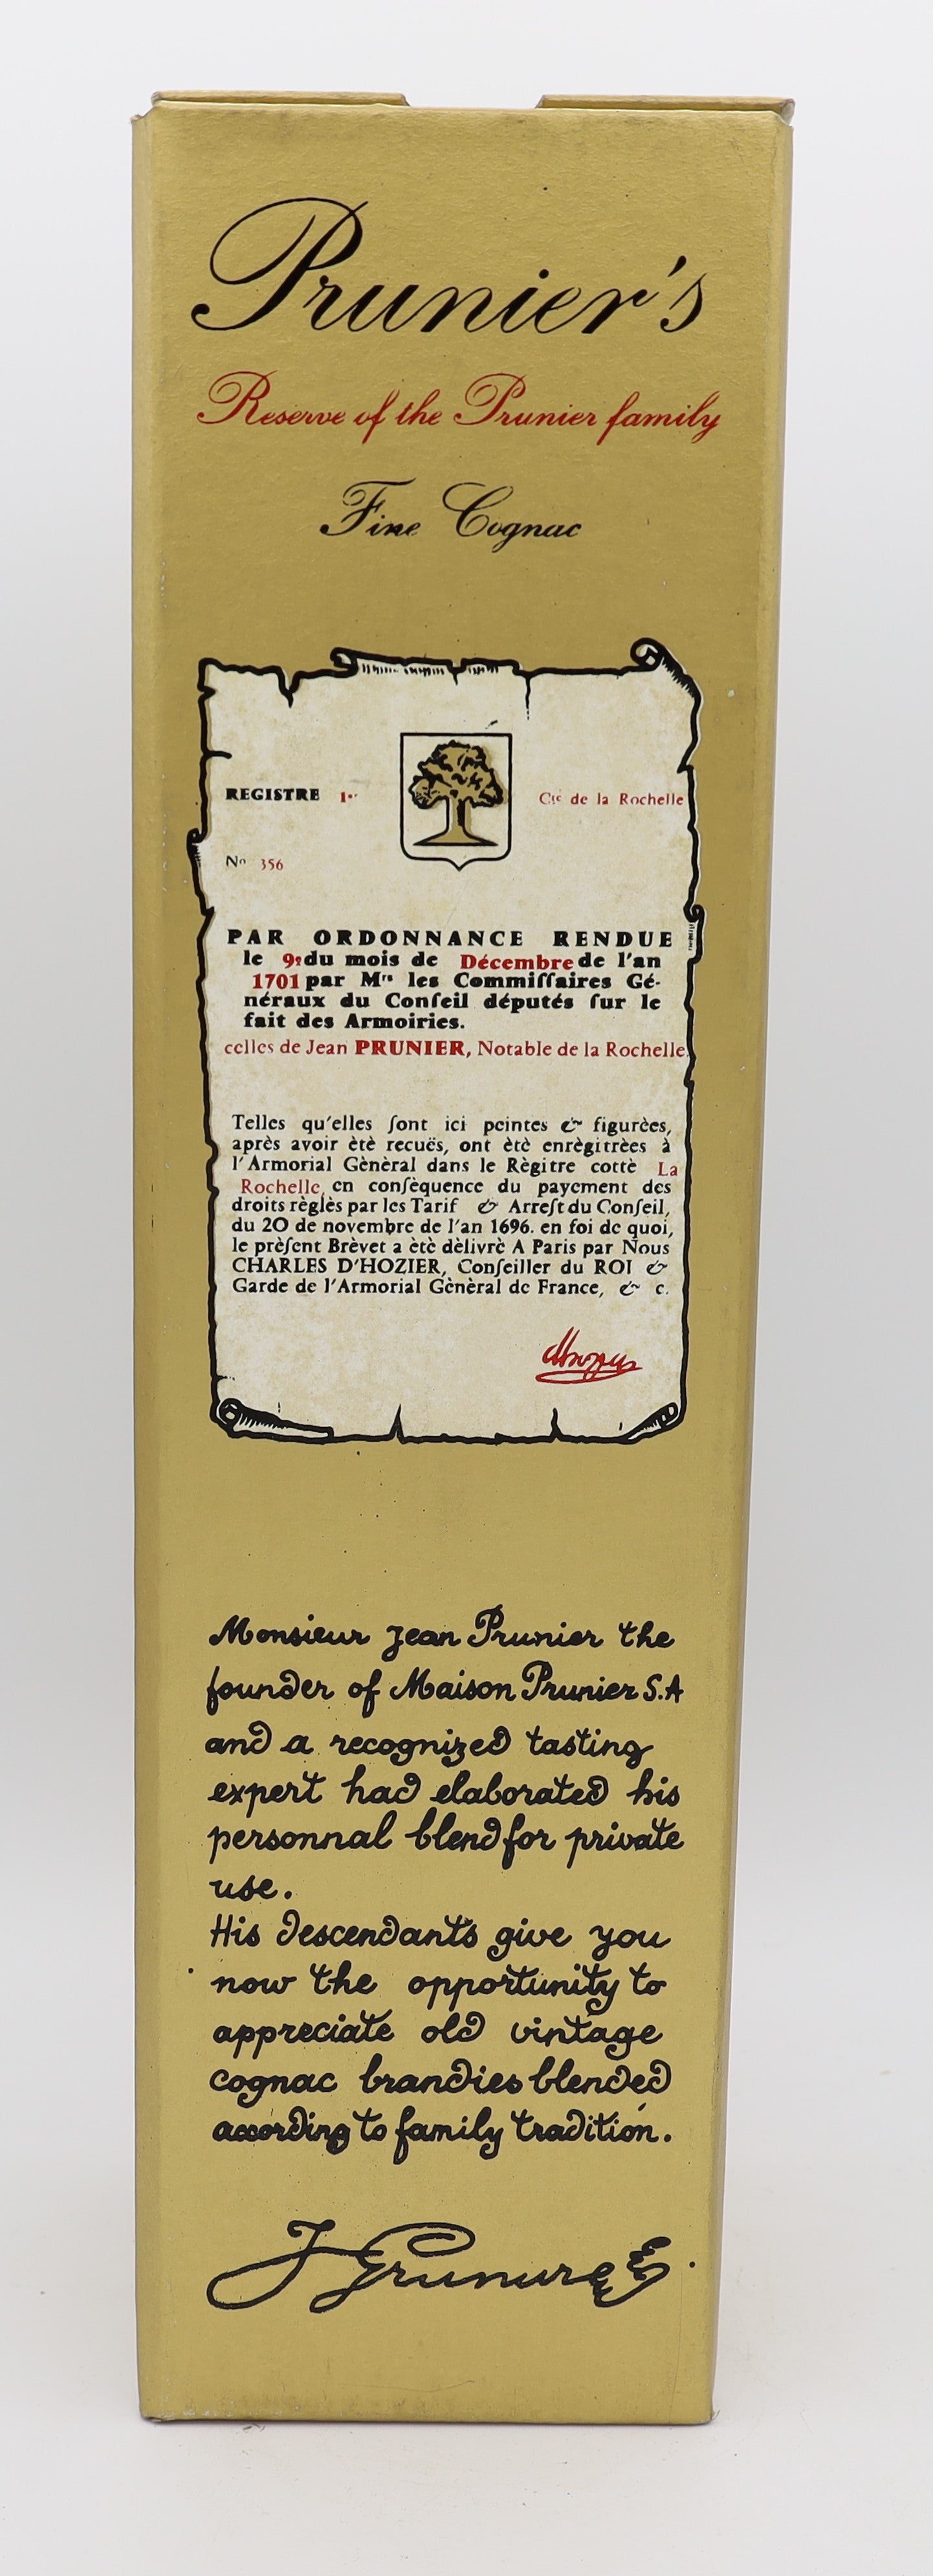 Prunier's
Reserve of the Prunier family
Fine Cognac
REGISTRE 1er Cté de la Rochelle
No 356
PAR ORDONNANCE RENDUE
le 9e du mois de Décembre de l'an
1701 par Mrs les Commiſſaires Gé-
néraux du Conſeil députés ſur le
fait des Armoiries.
celles de Jean PRUNIER, Notable de la Rochelle
Telles qu'elles ſont ici peintes & figurèes,
après avoir ètè recuës, ont ètè enrègitrèes à
l'Armorial Gènèral dans le Règitre cottè La
Rochelle, en conſèquence du payement des
droits règlès par les Tarif & Arreſt du Conſeil,
du 20 de novembre de l'an 1696. en foi de quoi,
le prèſent Brèvet a ètè dèlivrè A Paris par Nous
CHARLES D'HOZIER, Conſeiller du ROI &
Garde de l'Armorial Gènèral de France, & c.
Monsieur Jean Prunier the
founder of Maison Prunier S.A
and a recognized tasting
expert had elaborated his
personnal blend for private
use.
His descendants give you
now the opportunity to
appreciate old vintage
cognac brandies blended
according to family tradition.
J Prunier